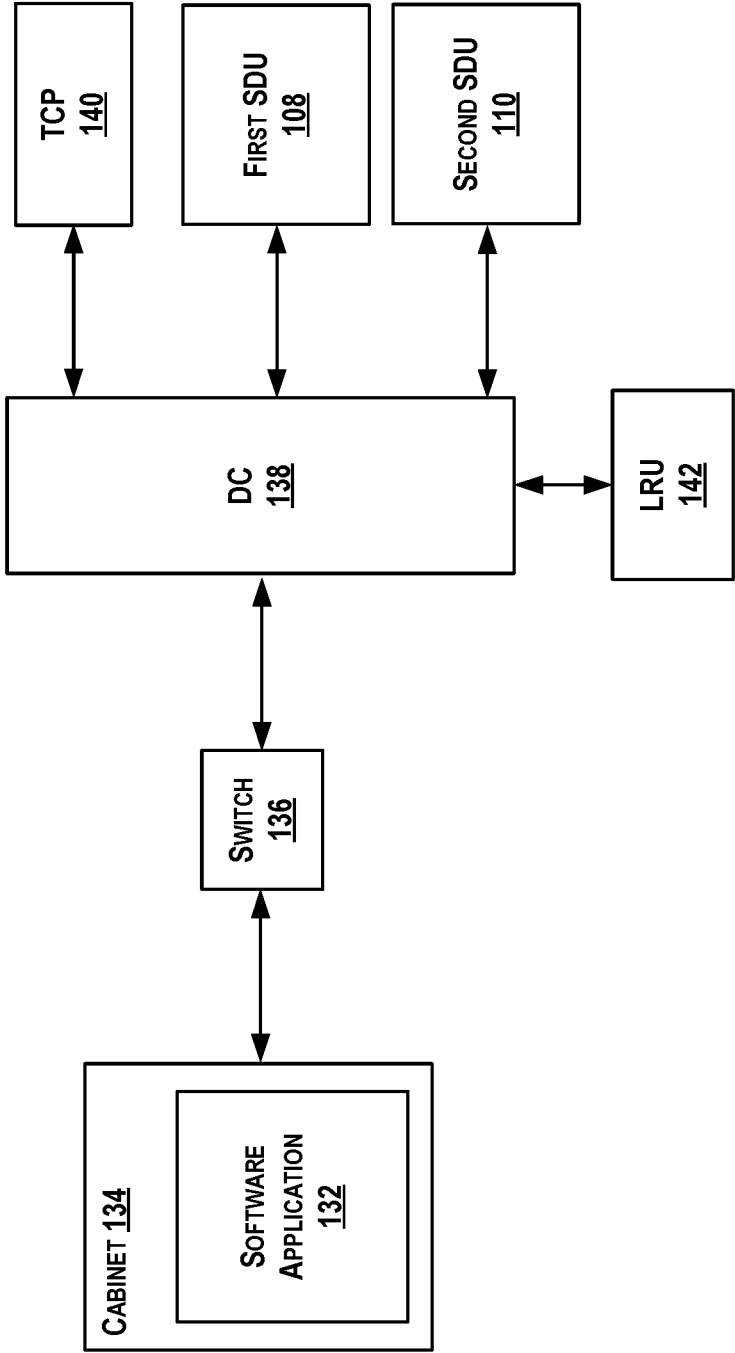 CABINET 134
SOFTWARE
APPLICATION
132
SWITCH
136
DC
138
TCP
140
FIRST SDU
108
SECOND SDU
110
LRU
142